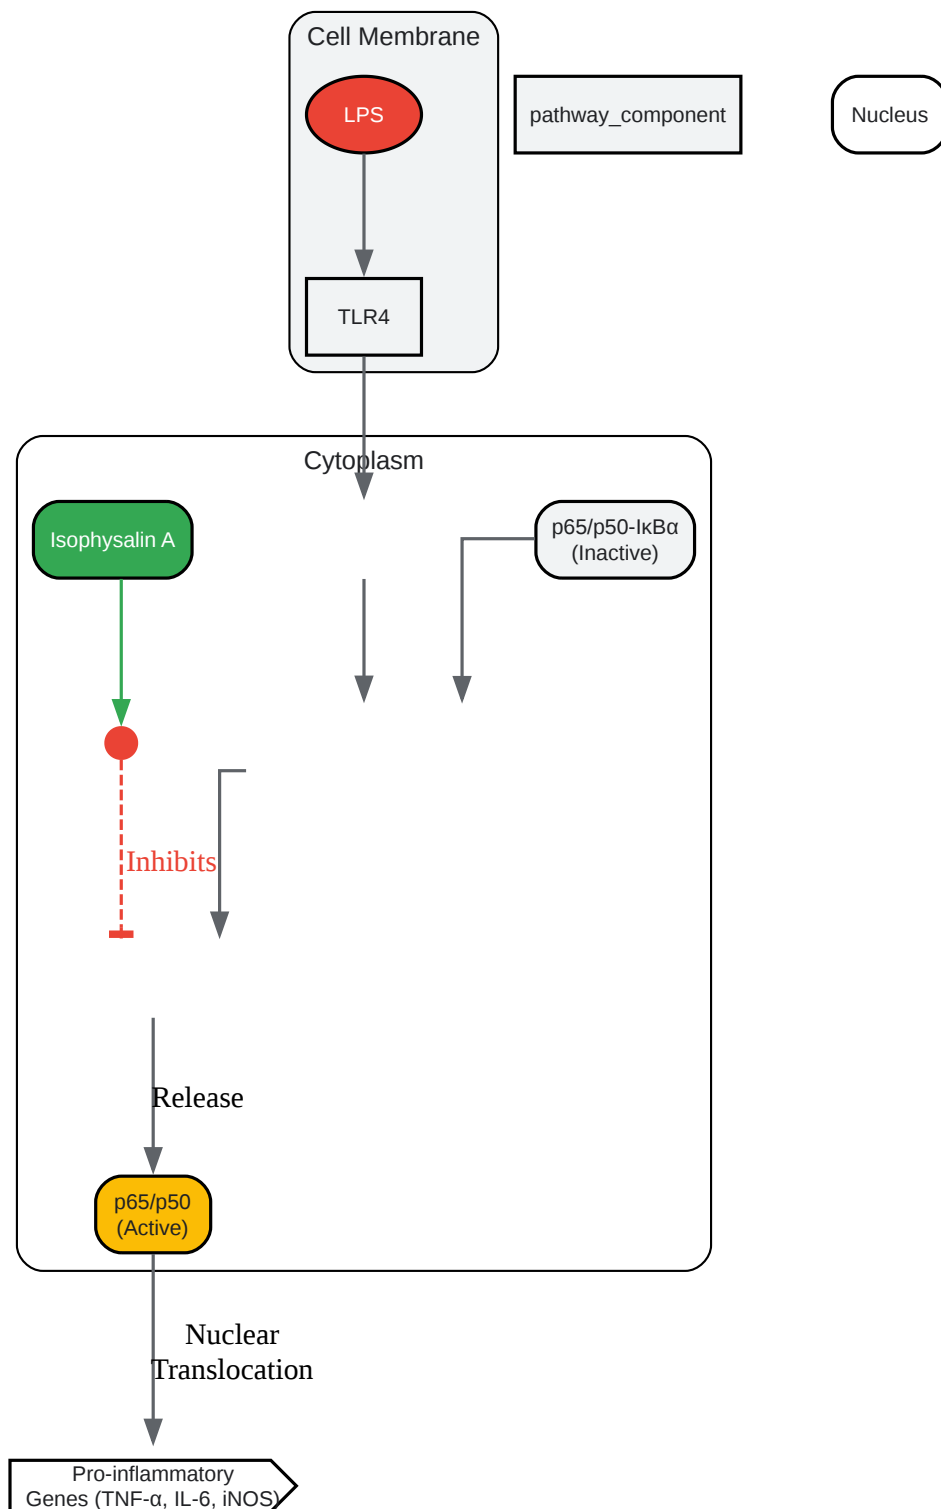 Cell Membrane
LPS
pathway_component
Nucleus
TLR4
Cytoplasm
Isophysalin A
p65/p50-IκBα
(Inactive)
Inhibits
Release
p65/p50
(Active)
Nuclear
Translocation
Pro-inflammatory
Genes (TNF-α, IL-6, iNOS)